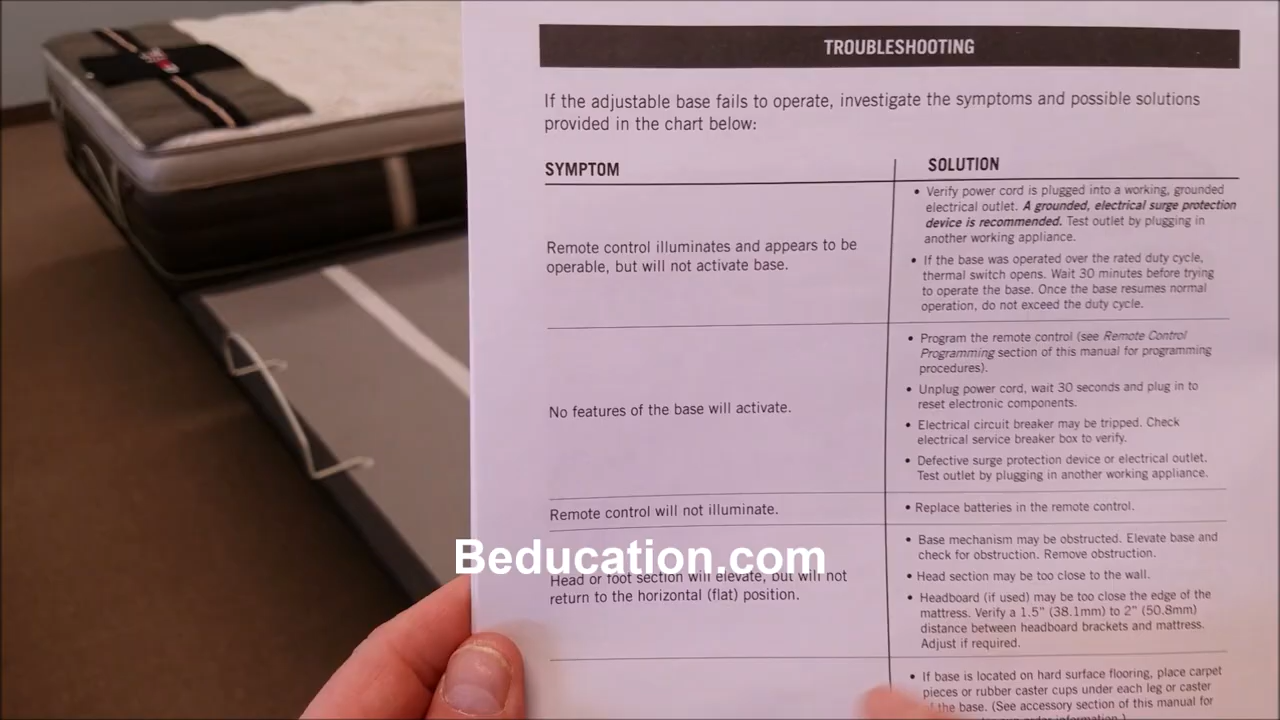 TROUBLESHOOTING
If the adjustable base fails to operate, investigate the symptoms and possible solutions
provided in the chart below:
SYMPTOM
SOLUTION
Remote control illuminates and appears to be
operable, but will not activate base.
• Verify power cord is plugged into a working, grounded
electrical outlet. A grounded, electrical surge protection
device is recommended. Test outlet by plugging in
another working appliance.
• If the base was operated over the rated duty cycle,
thermal switch opens. Wait 30 minutes before trying
to operate the base. Once the base resumes normal
operation, do not exceed the duty cycle.
No features of the base will activate.
• Program the remote control (see Remote Control
Programming section of this manual for programming
procedures).
• Unplug power cord, wait 30 seconds and plug in to
reset electronic components.
• Electrical circuit breaker may be tripped. Check
electrical service breaker box to verify.
• Defective surge protection device or electrical outlet.
Test outlet by plugging in another working appliance.
Remote control will not illuminate.
• Replace batteries in the remote control.
Beducation.com
Head or foot section will elevate, but will not
return to the horizontal (flat) position.
• Base mechanism may be obstructed. Elevate base and
check for obstruction. Remove obstruction.
• Head section may be too close to the wall.
• Headboard (if used) may be too close the edge of the
mattress. Verify a 1.5" (38.1mm) to 2" (50.8mm)
distance between headboard brackets and mattress.
Adjust if required.
• If base is located on hard surface flooring, place carpet
pieces or rubber caster cups under each leg or caster
the base. (See accessory section of this manual for